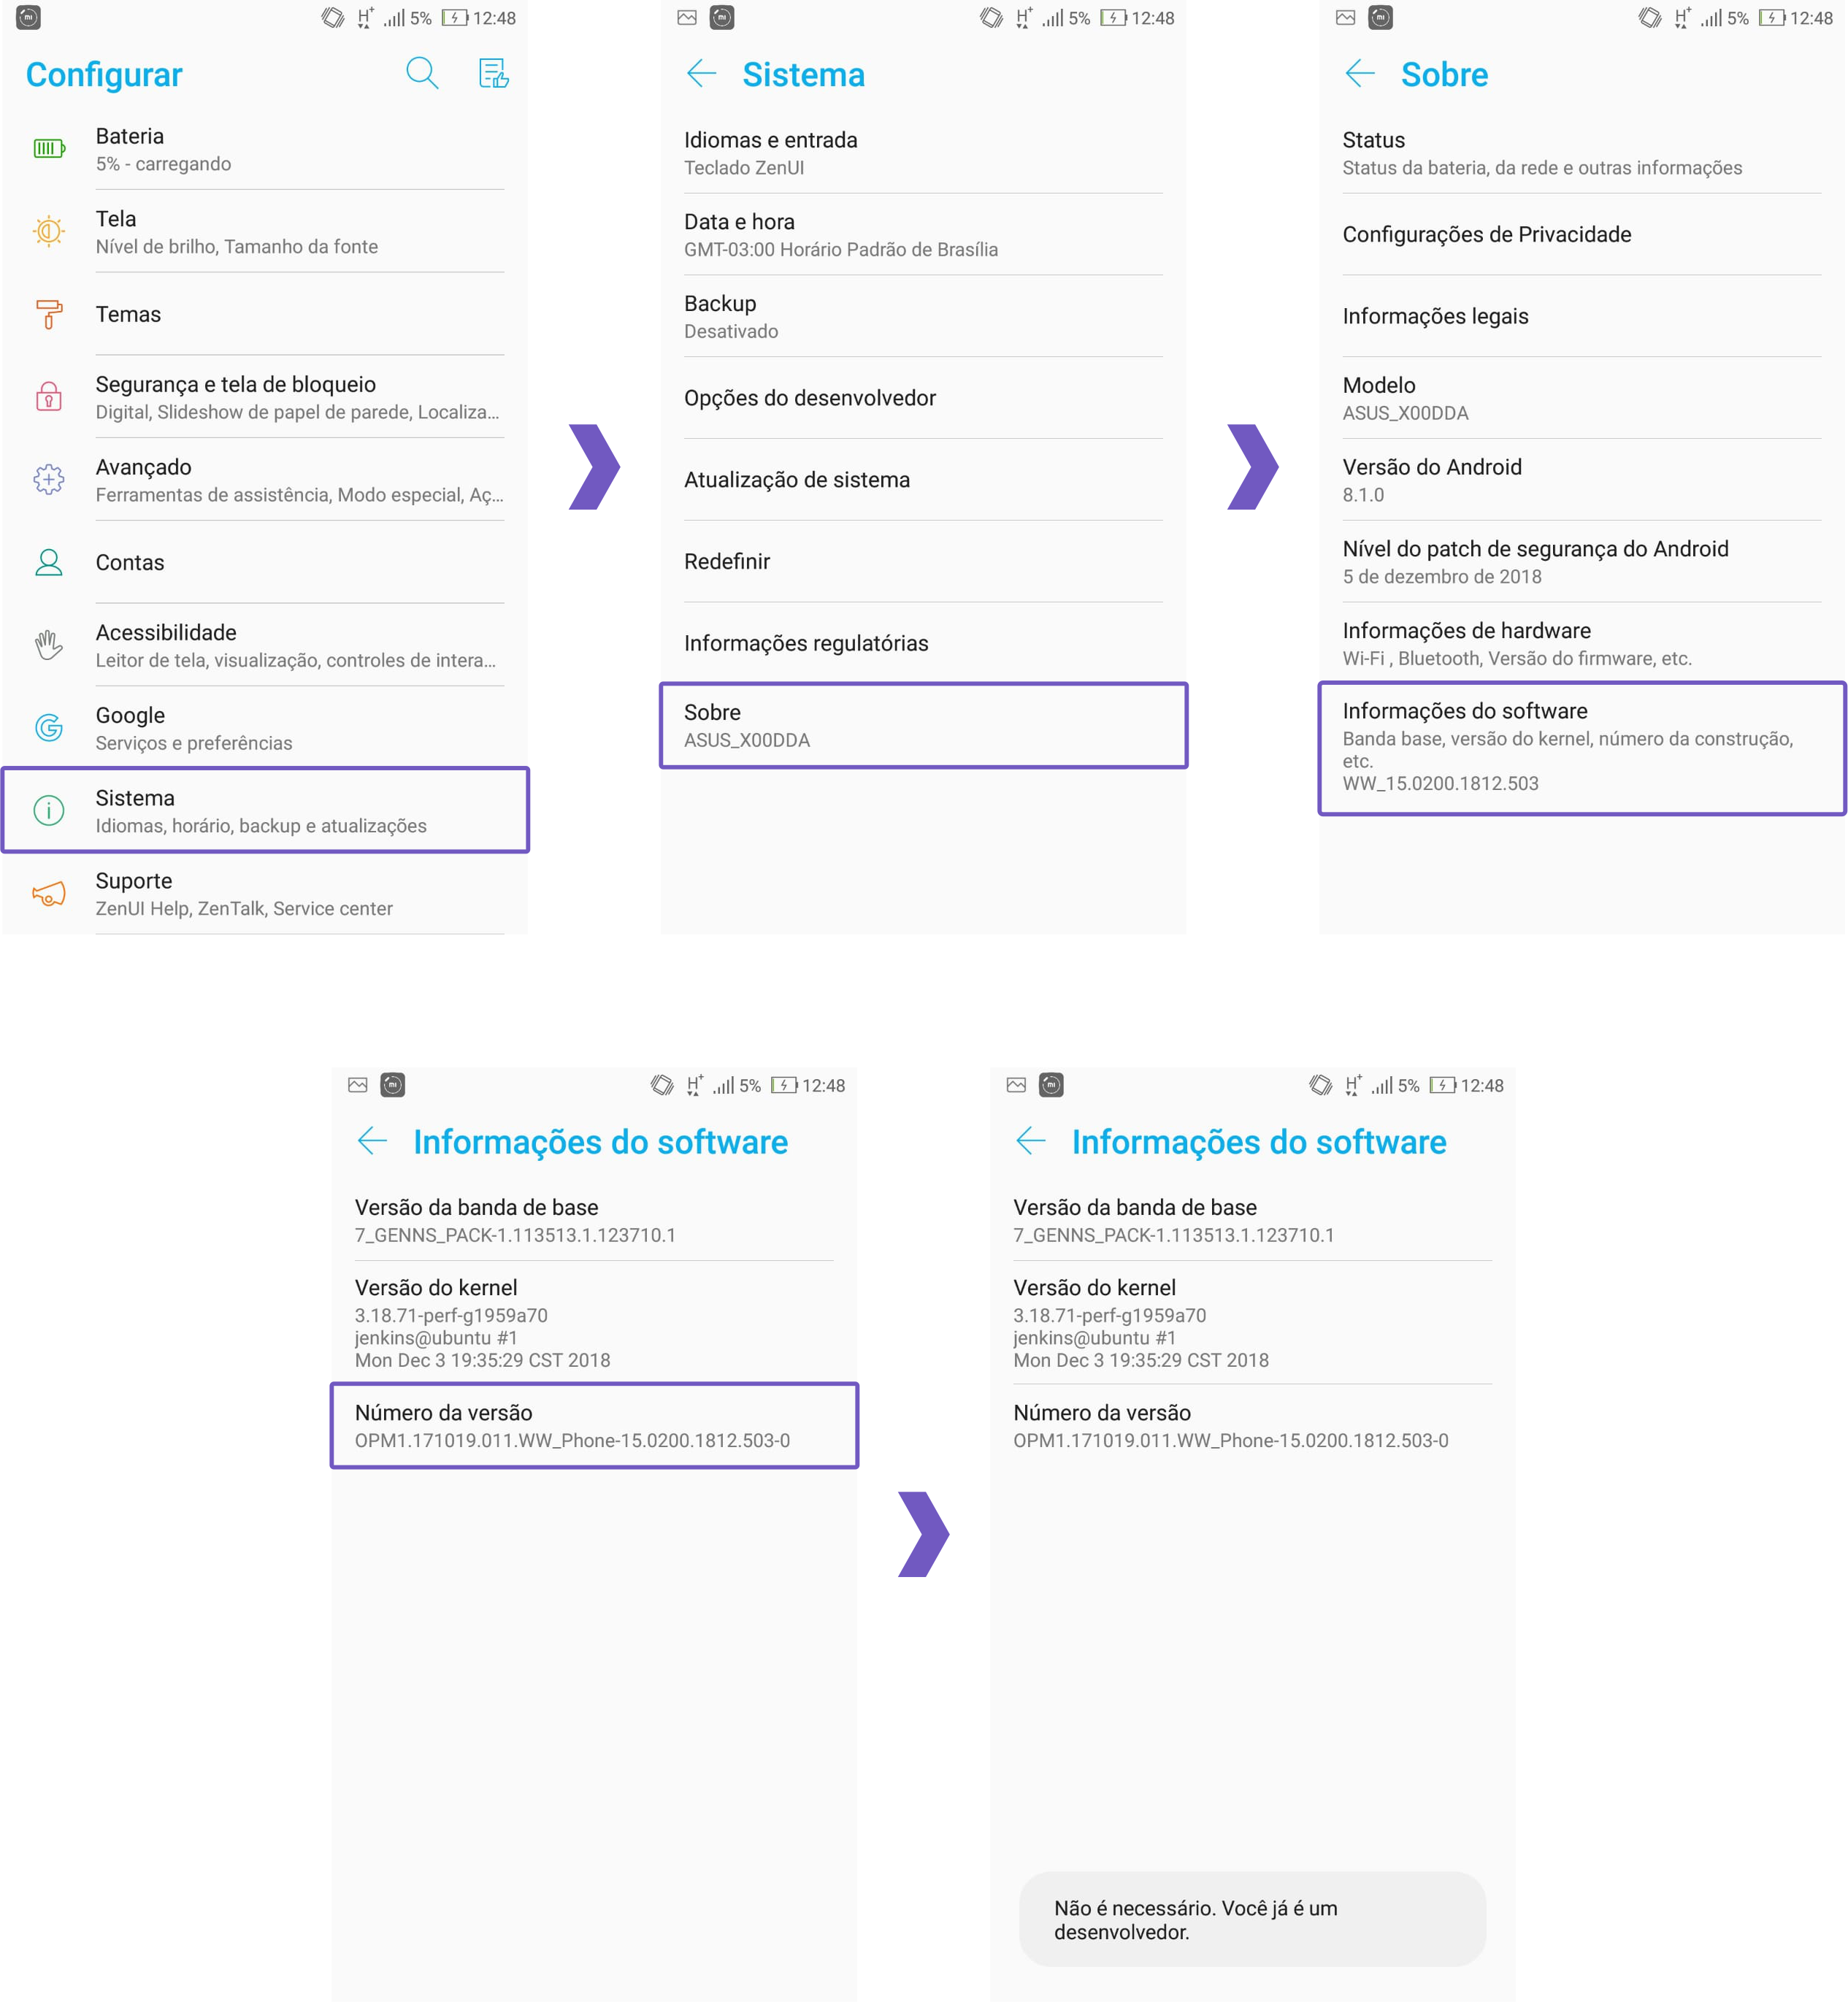 5% 12:48
Configurar
Bateria
5% - carregando
Tela
Nível de brilho, Tamanho da fonte
Temas
Segurança e tela de bloqueio
Digital, Slideshow de papel de parede, Localiza...
Avançado
Ferramentas de assistência, Modo especial, Aç...
Contas
Acessibilidade
Leitor de tela, visualização, controles de intera...
Google
Serviços e preferências
Sistema
Idiomas, horário, backup e atualizações
Suporte
ZenUI Help, ZenTalk, Service center
H+ 5% 12:48
Sistema
Idiomas e entrada
Teclado ZenUI
Data e hora
GMT-03:00 Horário Padrão de Brasília
Backup
Desativado
Opções do desenvolvedor
Atualização de sistema
Redefinir
Informações regulatórias
Sobre
ASUS_X00DDA
H+ 5% 12:48
Sobre
Status
Status da bateria, da rede e outras informações
Configurações de Privacidade
Informações legais
Modelo
ASUS_X00DDA
Versão do Android
8.1.0
Nível do patch de segurança do Android
5 de dezembro de 2018
Informações de hardware
Wi-Fi , Bluetooth, Versão do firmware, etc.
Informações do software
Banda base, versão do kernel, número da construção,
etc.
WW_15.0200.1812.503
H+ 5% 12:48
Informações do software
Versão da banda de base
7_GENNS_PACK-1.113513.1.123710.1
Versão do kernel
3.18.71-perf-g1959a70
jenkins@ubuntu #1
Mon Dec 3 19:35:29 CST 2018
Número da versão
OPM1.171019.011.WW_Phone-15.0200.1812.503-0
H+ 5% 12:48
Informações do software
Versão da banda de base
7_GENNS_PACK-1.113513.1.123710.1
Versão do kernel
3.18.71-perf-g1959a70
jenkins@ubuntu #1
Mon Dec 3 19:35:29 CST 2018
Número da versão
OPM1.171019.011.WW_Phone-15.0200.1812.503-0
Não é necessário. Você já é um
desenvolvedor.